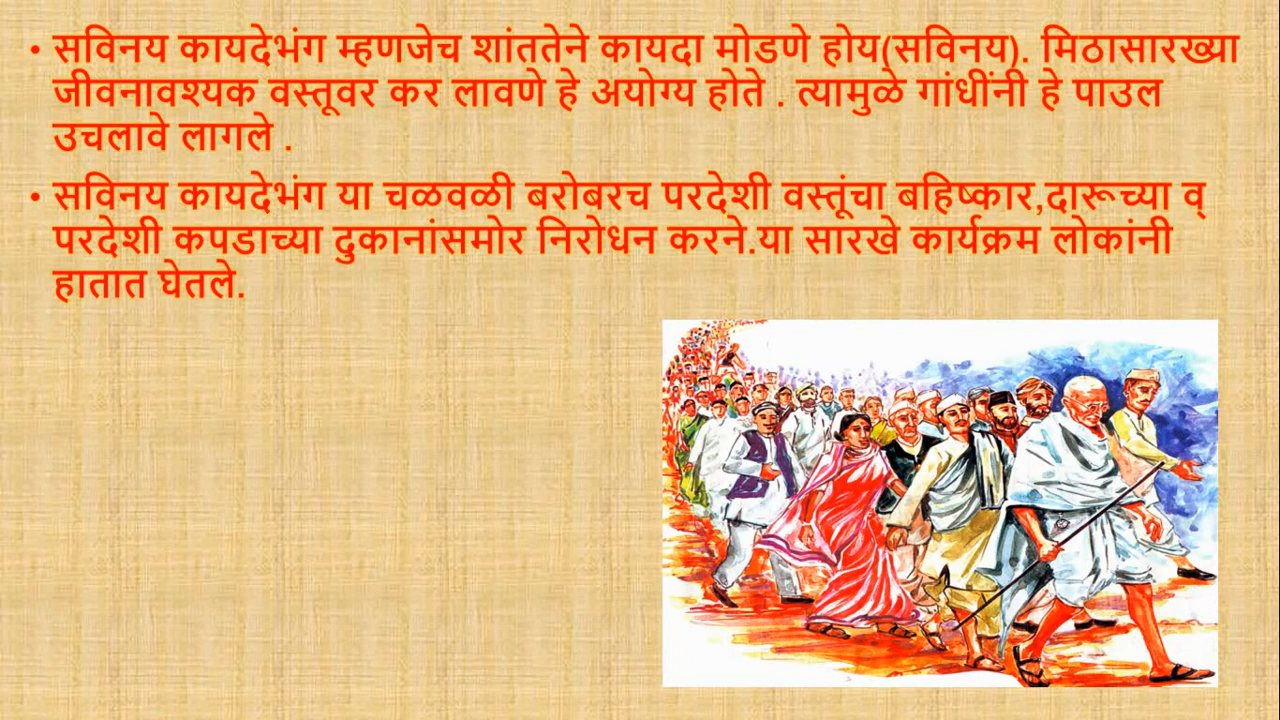 • सविनय कायदेभंग म्हणजेच शांततेने कायदा मोडणे होय(सविनय). मिठासारख्या
जीवनावश्यक वस्तूवर कर लावणे हे अयोग्य होते . त्यामुळे गांधींनी हे पाउल
उचलावे लागले .
• सविनय कायदेभंग या चळवळी बरोबरच परदेशी वस्तूंचा बहिष्कार,दारूच्या व्
परदेशी कपडाच्या दुकानांसमोर निरोधन करने.या सारखे कार्यक्रम लोकांनी
हातात घेतले.